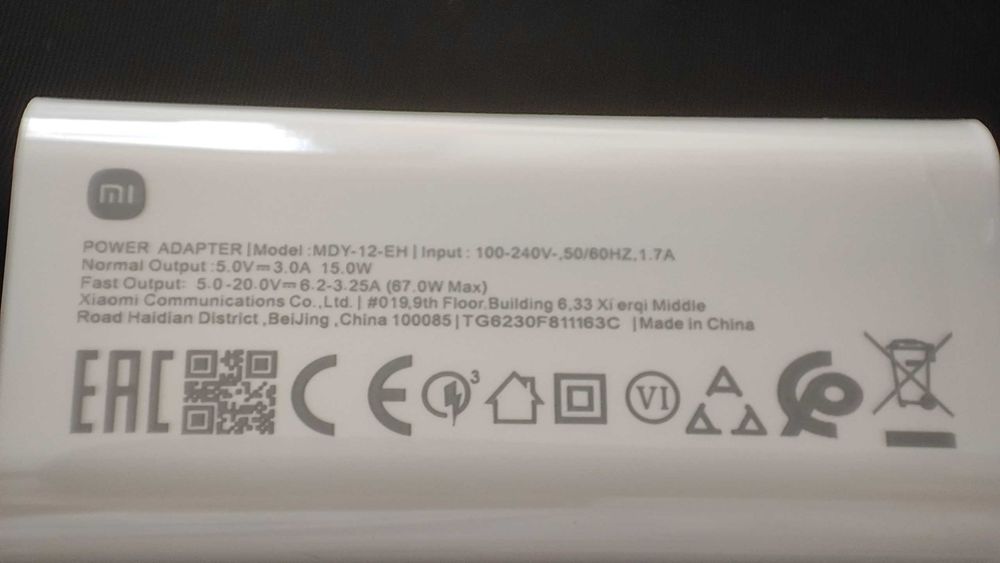 mi
POWER ADAPTER |Model :MDY-12-EH | Input : 100-240V~,50/60HZ,1.7A
Normal Output :5.0V⎓3.0A 15.0W
Fast Output: 5.0-20.0V⎓6.2-3.25A (67.0W Max)
Xiaomi Communications Co.,Ltd. | #019,9th Floor,Building 6,33 Xi erqi Middle
Road Haidian District ,BeiJing ,China 100085|TG6230F811163C |Made in China
EAC CE 3 VI A